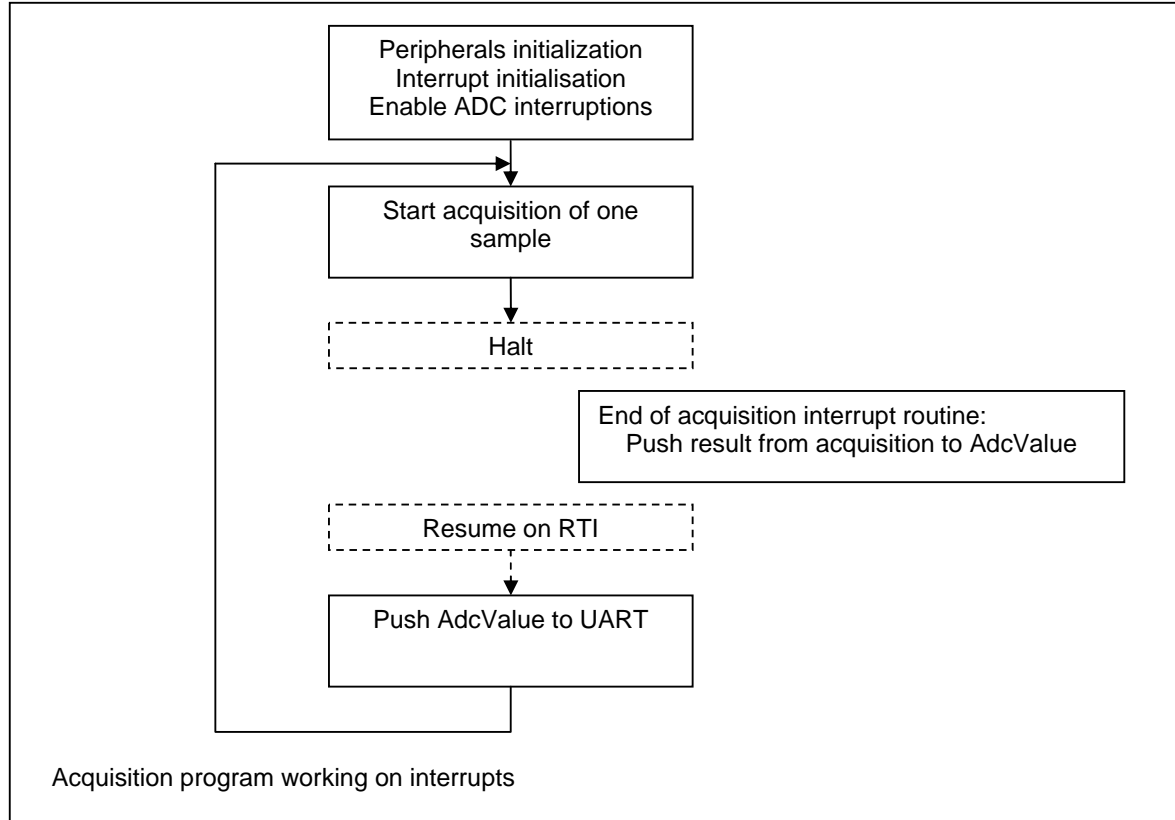 Peripherals initialization
Interrupt initialisation
Enable ADC interruptions
Start acquisition of one
sample
Halt
End of acquisition interrupt routine:
Push result from acquisition to AdcValue
Resume on RTI
Push AdcValue to UART
Acquisition program working on interrupts